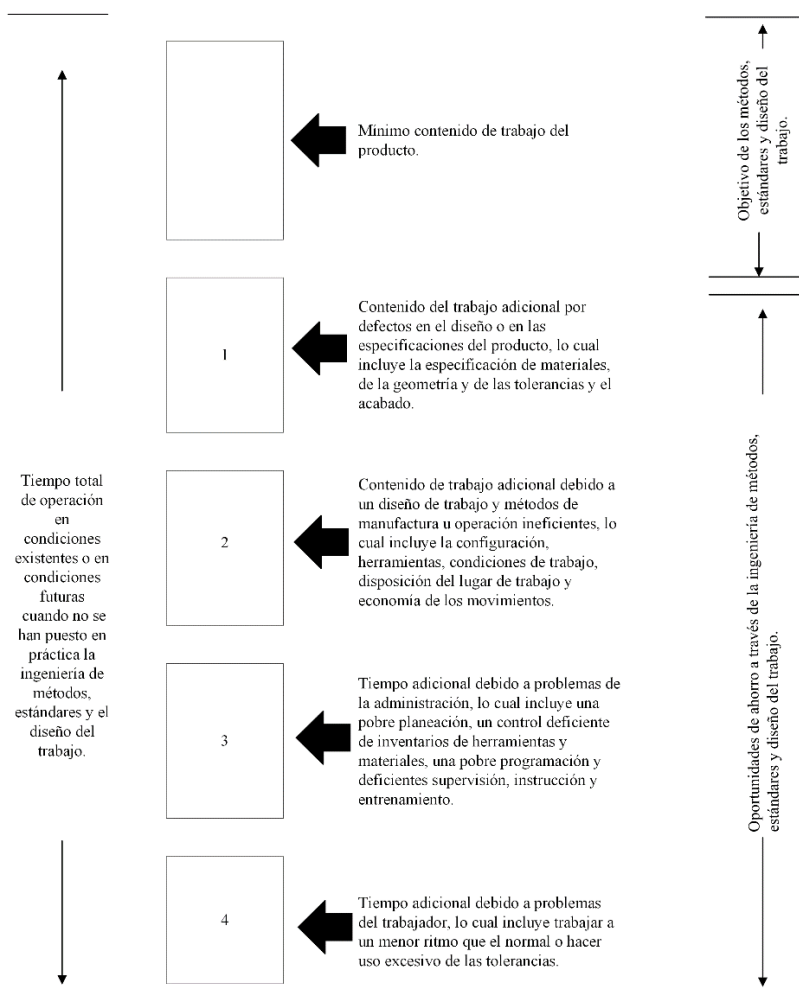 Mínimo contenido de trabajo del
producto.
Objetivo de los métodos,
estándares y diseño del
trabajo.
1
Contenido del trabajo adicional por
defectos en el diseño o en las
especificaciones del producto, lo cual
incluye la especificación de materiales,
de la geometría y de las tolerancias y el
acabado.
Tiempo total
de operación
en
condiciones
existentes o en
condiciones
futuras
cuando no se
han puesto en
práctica la
ingeniería de
métodos,
estándares y el
diseño del
trabajo.
2
Contenido de trabajo adicional debido a
un diseño de trabajo y métodos de
manufactura u operación ineficientes, lo
cual incluye la configuración,
herramientas, condiciones de trabajo,
disposición del lugar de trabajo y
economía de los movimientos.
Oportunidades de ahorro a través de la ingeniería de métodos,
estándares y diseño del trabajo.
3
Tiempo adicional debido a problemas de
la administración, lo cual incluye una
pobre planeación, un control deficiente
de inventarios de herramientas y
materiales, una pobre programación y
deficientes supervisión, instrucción y
entrenamiento.
4
Tiempo adicional debido a problemas
del trabajador, lo cual incluye trabajar a
un menor ritmo que el normal o hacer
uso excesivo de las tolerancias.